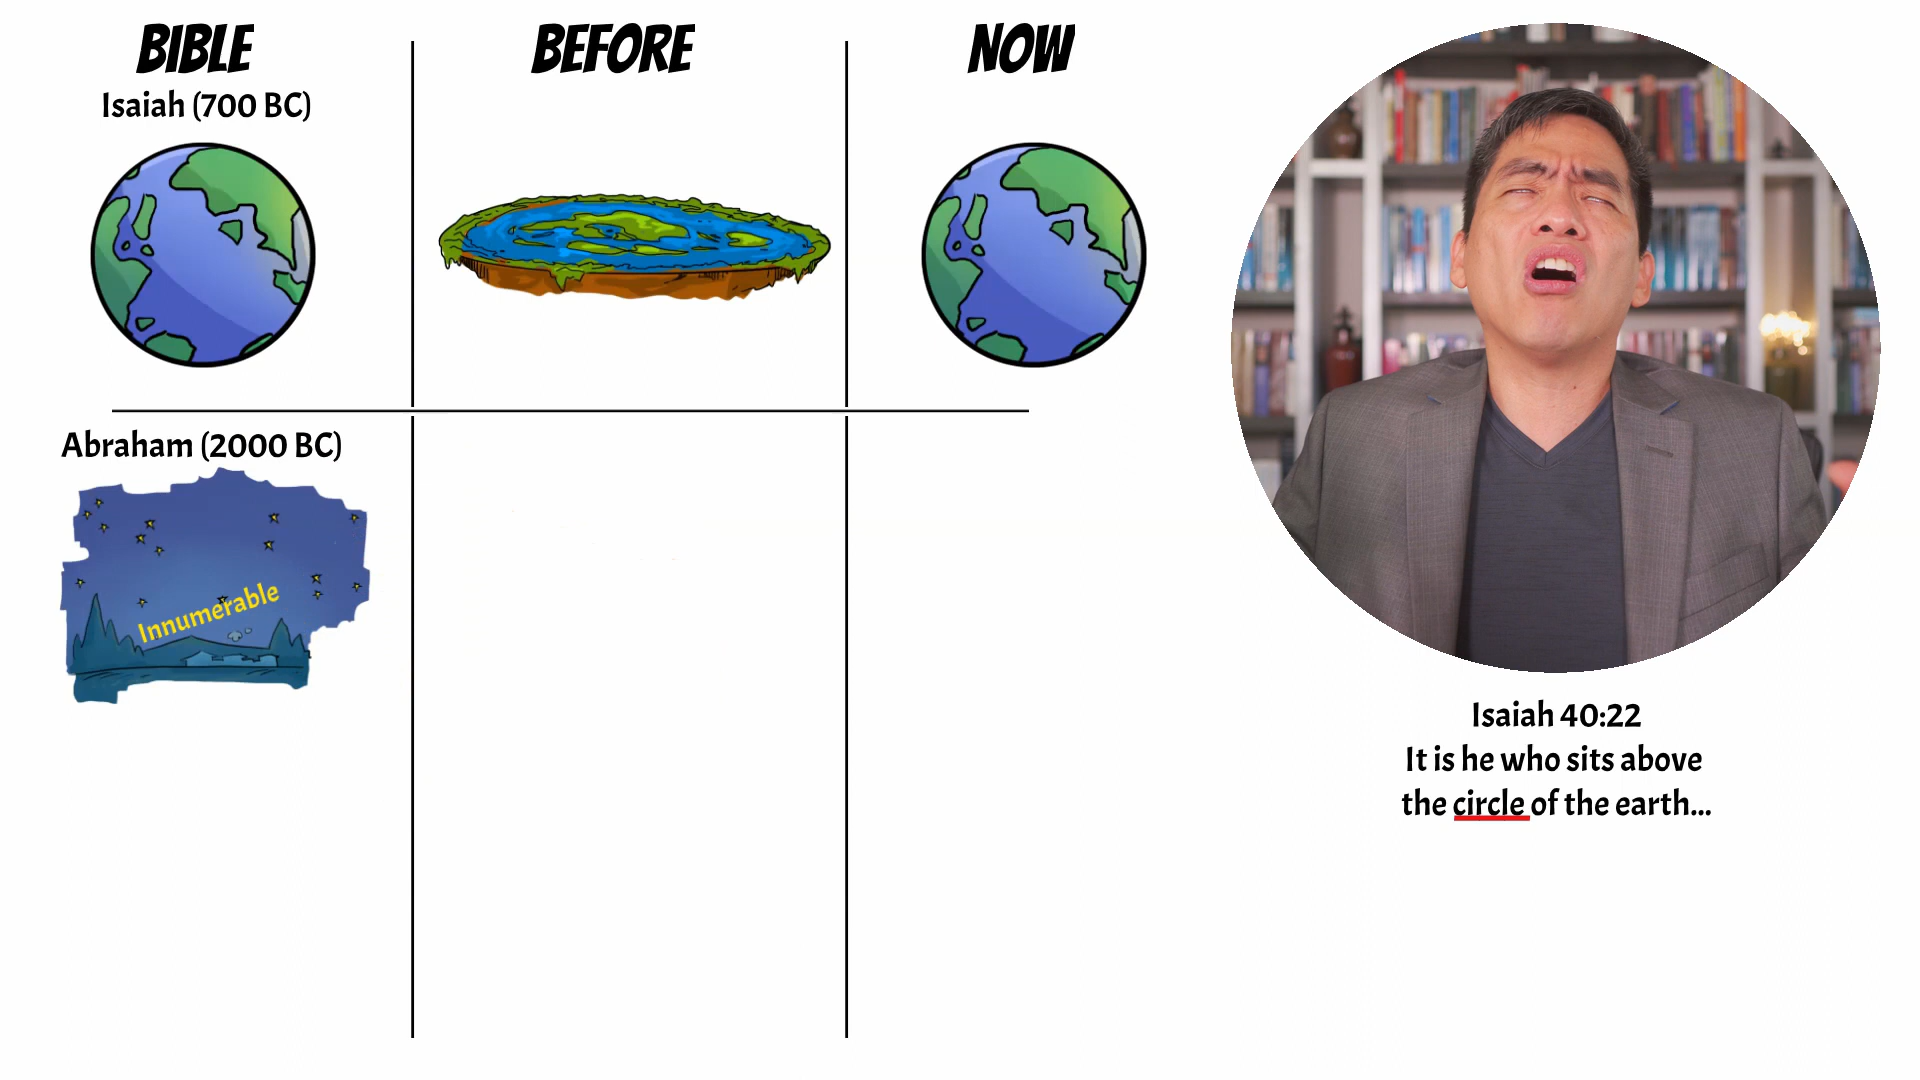 BIBLE
BEFORE
NOW
Isaiah (700 BC)
Abraham (2000 BC)
Innumerable
Isaiah 40:22
It is he who sits above
the circle of the earth...